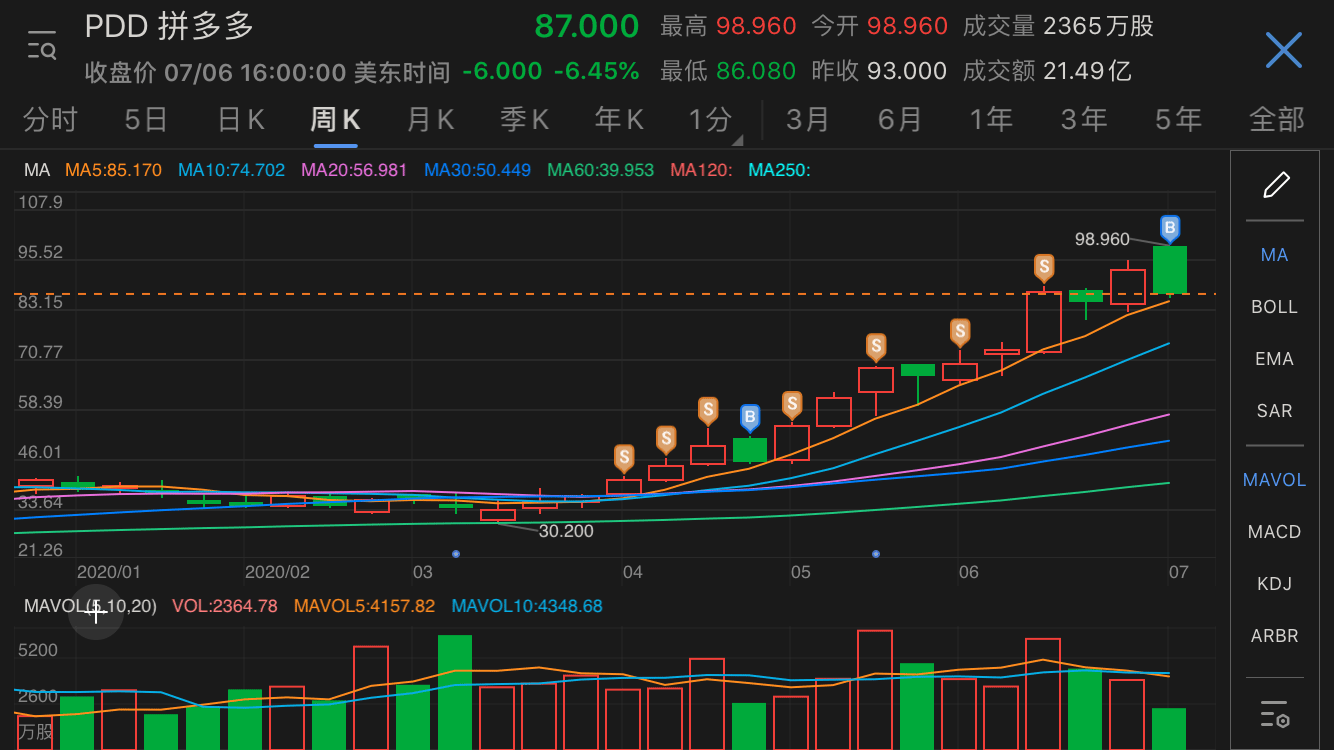 PDD 拼多多
87.000
最高 98.960 今开 98.960 成交量 2365万股
收盘价 07/06 16:00:00 美东时间 -6.000 -6.45% 最低 86.080 昨收 93.000 成交额 21.49亿
分时 5日 日K 周K 月K 季K 年K 1分 3月 6月 1年 3年 5年 全部
MA MA5:85.170 MA10:74.702 MA20:56.981 MA30:50.449 MA60:39.953 MA120: MA250:
107.9
95.52
83.15
70.77
58.39
46.01
33.64
21.26
98.960
30.200
S
S
S
B
S
S
S
S
B
2020/01 2020/02 03 04 05 06 07
MAVOL(5,10,20) VOL:2364.78 MAVOL5:4157.82 MAVOL10:4348.68
5200
2600
万股
MA
BOLL
EMA
SAR
MAVOL
MACD
KDJ
ARBR